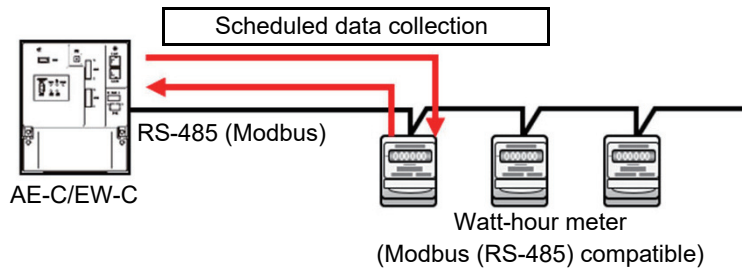 Scheduled data collection
RS-485 (Modbus)
AE-C/EW-C
Watt-hour meter
(Modbus (RS-485) compatible)